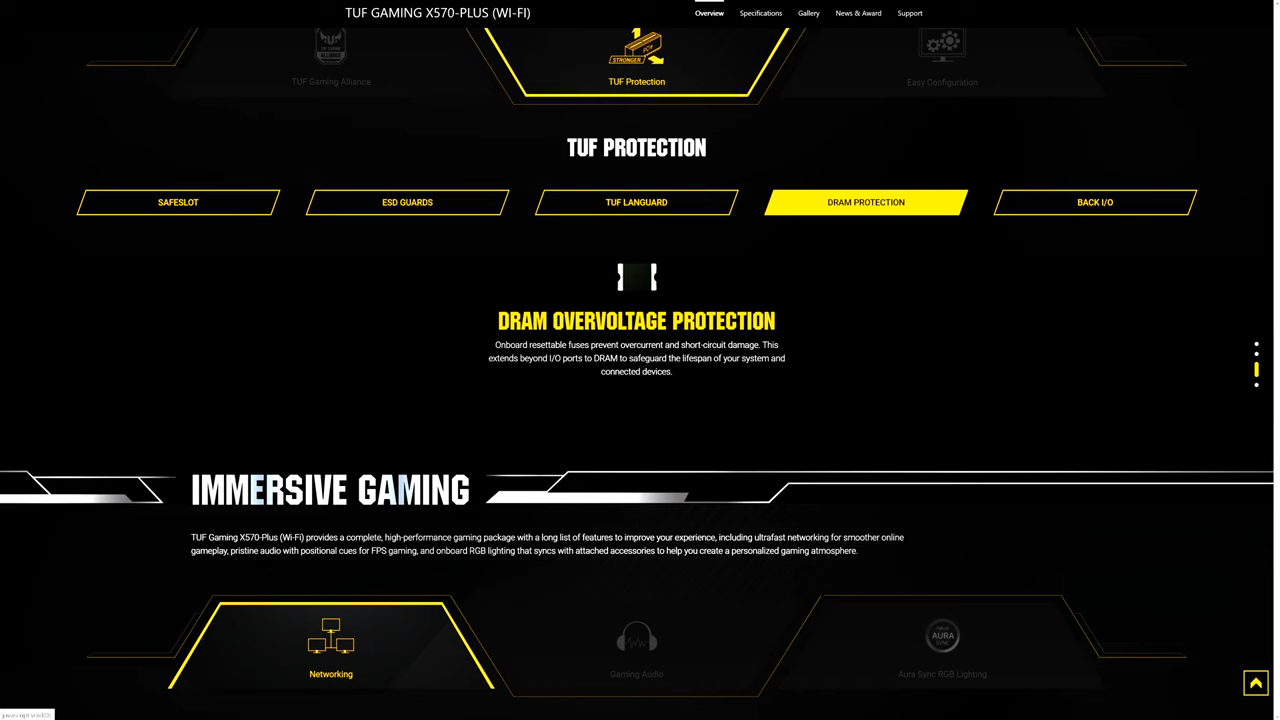 TUF GAMING X570-PLUS (WI-FI)
Overview Specifications Gallery News & Award Support
STRONGER
TUF Gaming Alliance
TUF Protection
Easy Configuration
TUF PROTECTION
SAFESLOT
ESD GUARDS
TUF LANGUARD
DRAM PROTECTION
BACK I/O
DRAM OVERVOLTAGE PROTECTION
Onboard resettable fuses prevent overcurrent and short-circuit damage. This
extends beyond I/O ports to DRAM to safeguard the lifespan of your system and
connected devices.
IMMERSIVE GAMING
TUF Gaming X570-Plus (Wi-Fi) provides a complete, high-performance gaming package with a long list of features to improve your experience, including ultrafast networking for smoother online
gameplay, pristine audio with positional cues for FPS gaming, and onboard RGB lighting that syncs with attached accessories to help you create a personalized gaming atmosphere.
AURA
SYNC
Networking
Gaming Audio
Aura Sync RGB Lighting